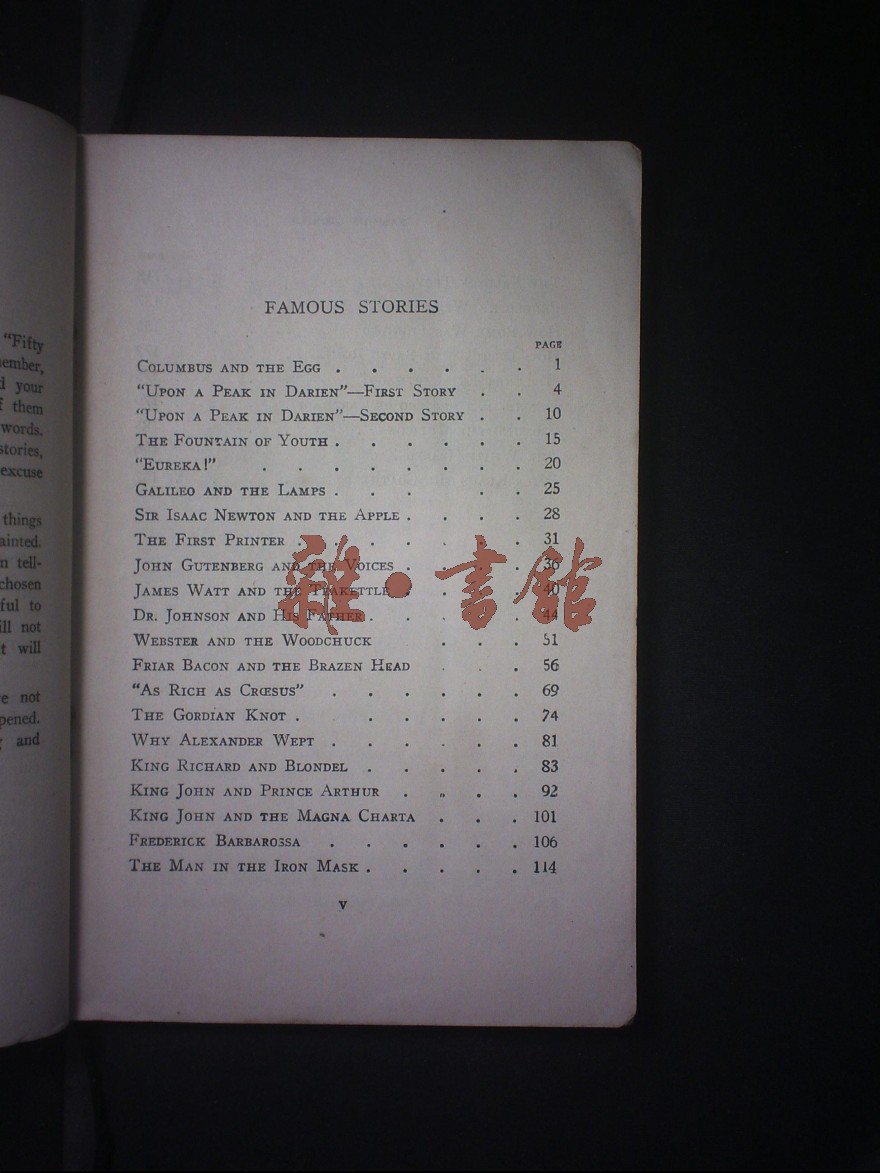 "Fifty
ember,
your
them
words.
stories,
excuse
things
ainted.
n tell-
chosen
ful to
ill not
t will
e not
pened.
and
FAMOUS STORIES
PAGE
COLUMBUS AND THE EGG . . . . . . 1
"UPON A PEAK IN DARIEN"—FIRST STORY . . 4
"UPON A PEAK IN DARIEN"—SECOND STORY . . 10
THE FOUNTAIN OF YOUTH . . . . . . 15
"EUREKA!" . . . . . . . . 20
GALILEO AND THE LAMPS . . . . . 25
SIR ISAAC NEWTON AND THE APPLE . . . . 28
THE FIRST PRINTER . . . . . . . 31
JOHN GUTENBERG AND THE VOICES . . . . 36
JAMES WATT AND THE TEAKETTLE . . . . 40
DR. JOHNSON AND HIS FATHER . . . . . 44
WEBSTER AND THE WOODCHUCK . . . 51
FRIAR BACON AND THE BRAZEN HEAD . . . 56
"AS RICH AS CRŒSUS" . . . . . . 69
THE GORDIAN KNOT . . . . . . 74
WHY ALEXANDER WEPT . . . . . . 81
KING RICHARD AND BLONDEL . . . . . 83
KING JOHN AND PRINCE ARTHUR . . . . 92
KING JOHN AND THE MAGNA CHARTA . . . 101
FREDERICK BARBAROSSA . . . . . . 106
THE MAN IN THE IRON MASK . . . . . 114
v
雜·書館